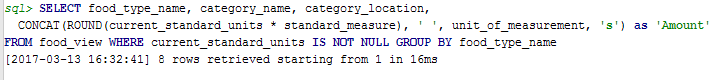 sql> SELECT food_type_name, category_name, category_location,
CONCAT(ROUND(current_standard_units * standard_measure), ' ', unit_of_measurement, 's') as 'Amount'
FROM food_view WHERE current_standard_units IS NOT NULL GROUP BY food_type_name
[2017-03-13 16:32:41] 8 rows retrieved starting from 1 in 16ms